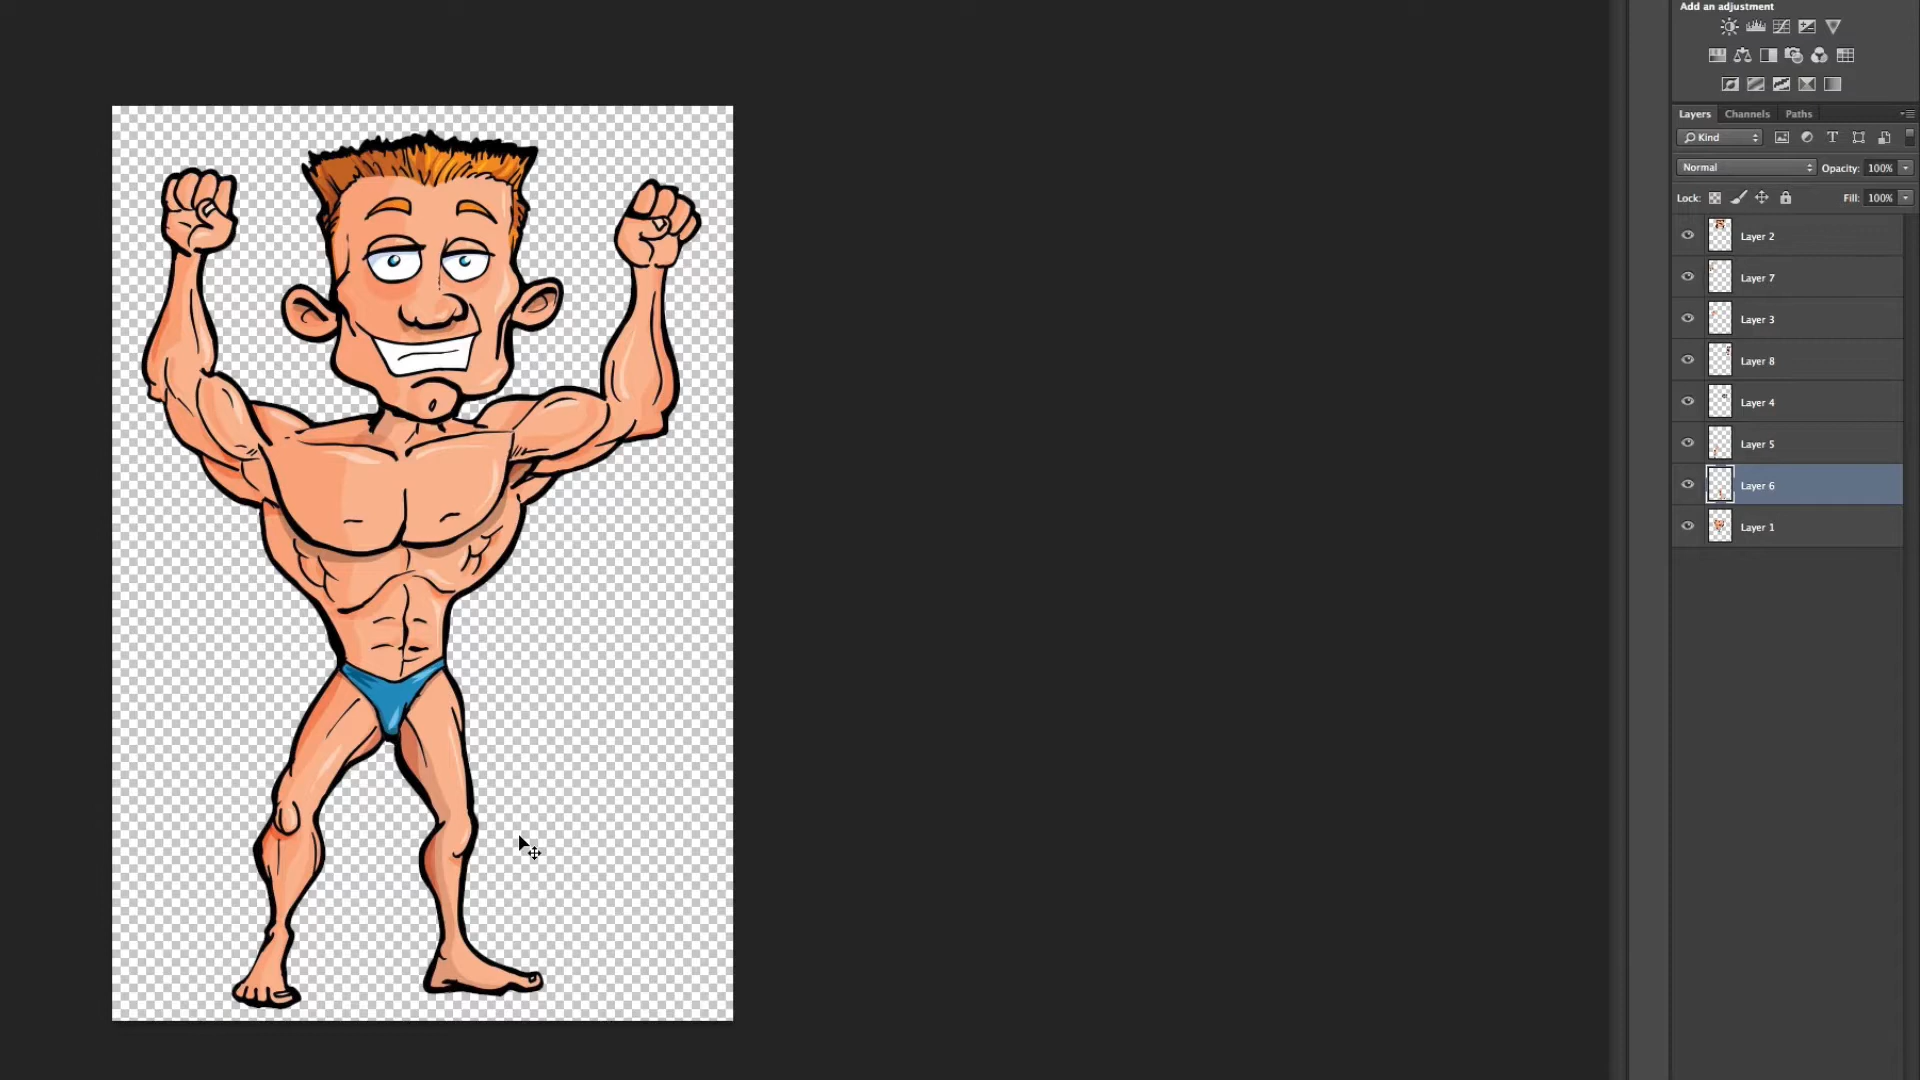 Add an adjustment
Layers Channels Paths
Kind
Normal Opacity: 100%
Lock: Fill: 100%
Layer 2
Layer 7
Layer 3
Layer 8
Layer 4
Layer 5
Layer 6
Layer 1